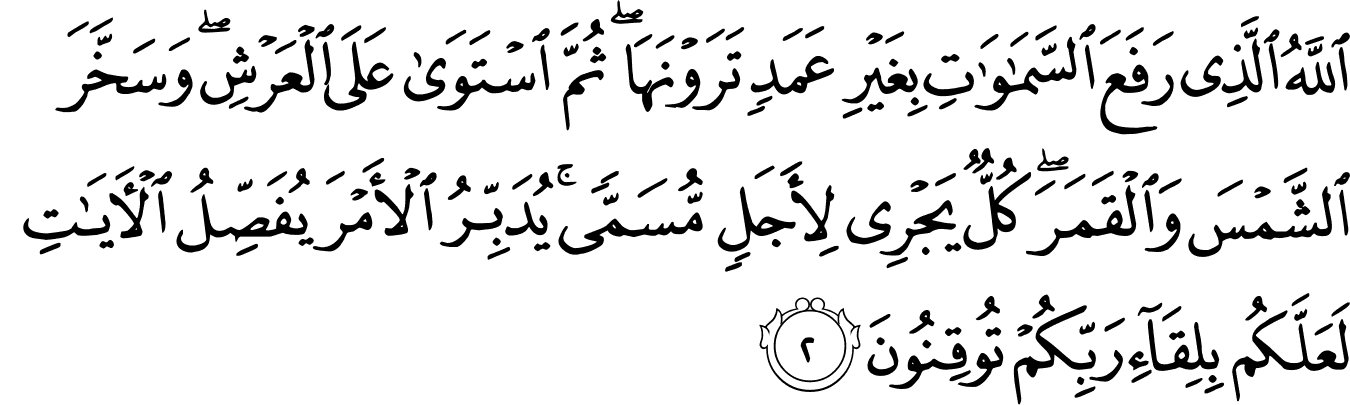 ٱللَّهُ ٱلَّذِى رَفَعَ ٱلسَّمَـٰوَٰتِ بِغَيْرِ عَمَدٍ تَرَوْنَهَا ۖ ثُمَّ ٱسْتَوَىٰ عَلَى ٱلْعَرْشِ ۖ وَسَخَّرَ
ٱلشَّمْسَ وَٱلْقَمَرَ ۖ كُلٌّ يَجْرِى لِأَجَلٍ مُّسَمًّى ۚ يُدَبِّرُ ٱلْأَمْرَ يُفَصِّلُ ٱلْـَٔايَـٰتِ
لَعَلَّكُم بِلِقَآءِ رَبِّكُمْ تُوقِنُونَ ٢